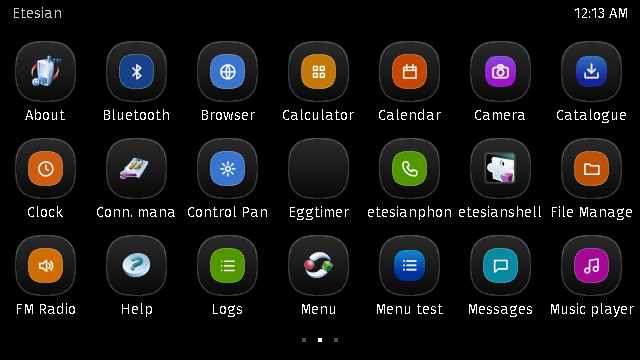 Etesian 12:13 AM
About Bluetooth Browser Calculator Calendar Camera Catalogue
Clock Conn. mana Control Pan Eggtimer etesianphon etesianshell File Manage
FM Radio Help Logs Menu Menu test Messages Music player